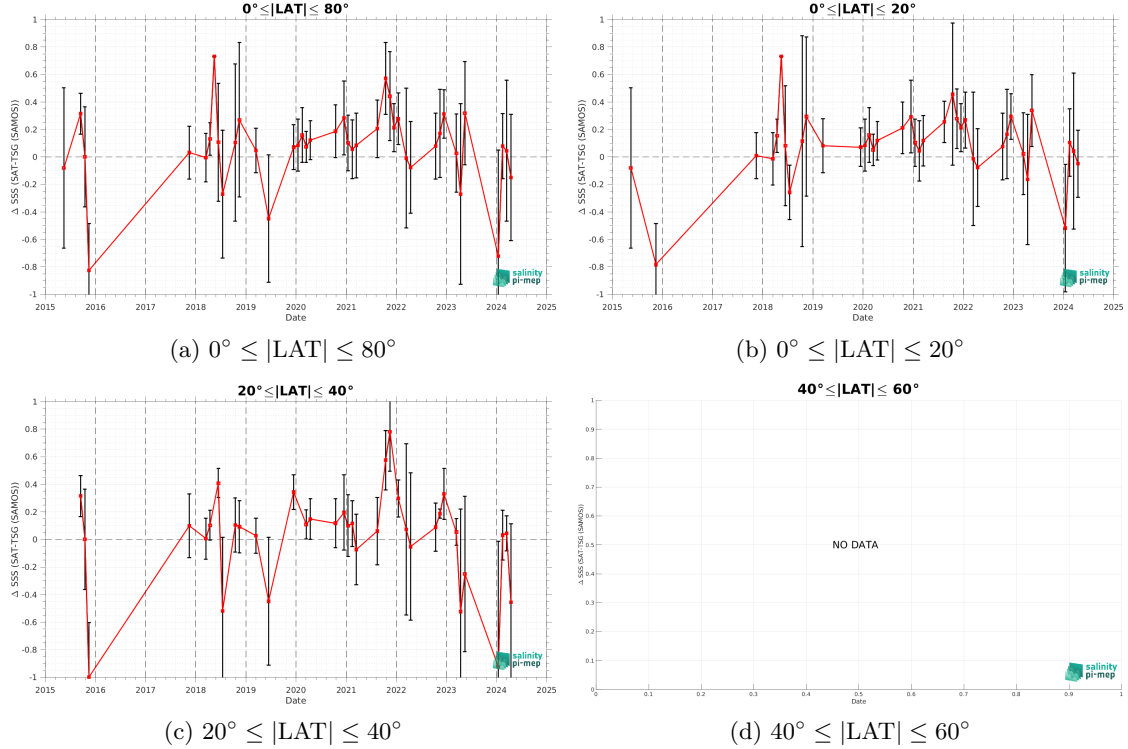 0°≤|LAT|≤ 80°
1
0.8
0.6
0.4
0.2
0
-0.2
-0.4
-0.6
-0.8
-1
Δ SSS (SAT-TSG (SAMOS))
2015 2016 2017 2018 2019 2020 2021 2022 2023 2024 2025
Date
salinity
pi-mep
(a) 0° ≤ |LAT| ≤ 80°
0°≤|LAT|≤ 20°
1
0.8
0.6
0.4
0.2
0
-0.2
-0.4
-0.6
-0.8
-1
Δ SSS (SAT-TSG (SAMOS))
2015 2016 2017 2018 2019 2020 2021 2022 2023 2024 2025
Date
salinity
pi-mep
(b) 0° ≤ |LAT| ≤ 20°
20°≤|LAT|≤ 40°
1
0.8
0.6
0.4
0.2
0
-0.2
-0.4
-0.6
-0.8
-1
Δ SSS (SAT-TSG (SAMOS))
2015 2016 2017 2018 2019 2020 2021 2022 2023 2024 2025
Date
salinity
pi-mep
(c) 20° ≤ |LAT| ≤ 40°
40°≤|LAT|≤ 60°
1
0.9
0.8
0.7
0.6
0.5
0.4
0.3
0.2
0.1
0
Δ SSS (SAT-TSG (SAMOS))
NO DATA
0 0.1 0.2 0.3 0.4 0.5 0.6 0.7 0.8 0.9 1
Date
salinity
pi-mep
(d) 40° ≤ |LAT| ≤ 60°